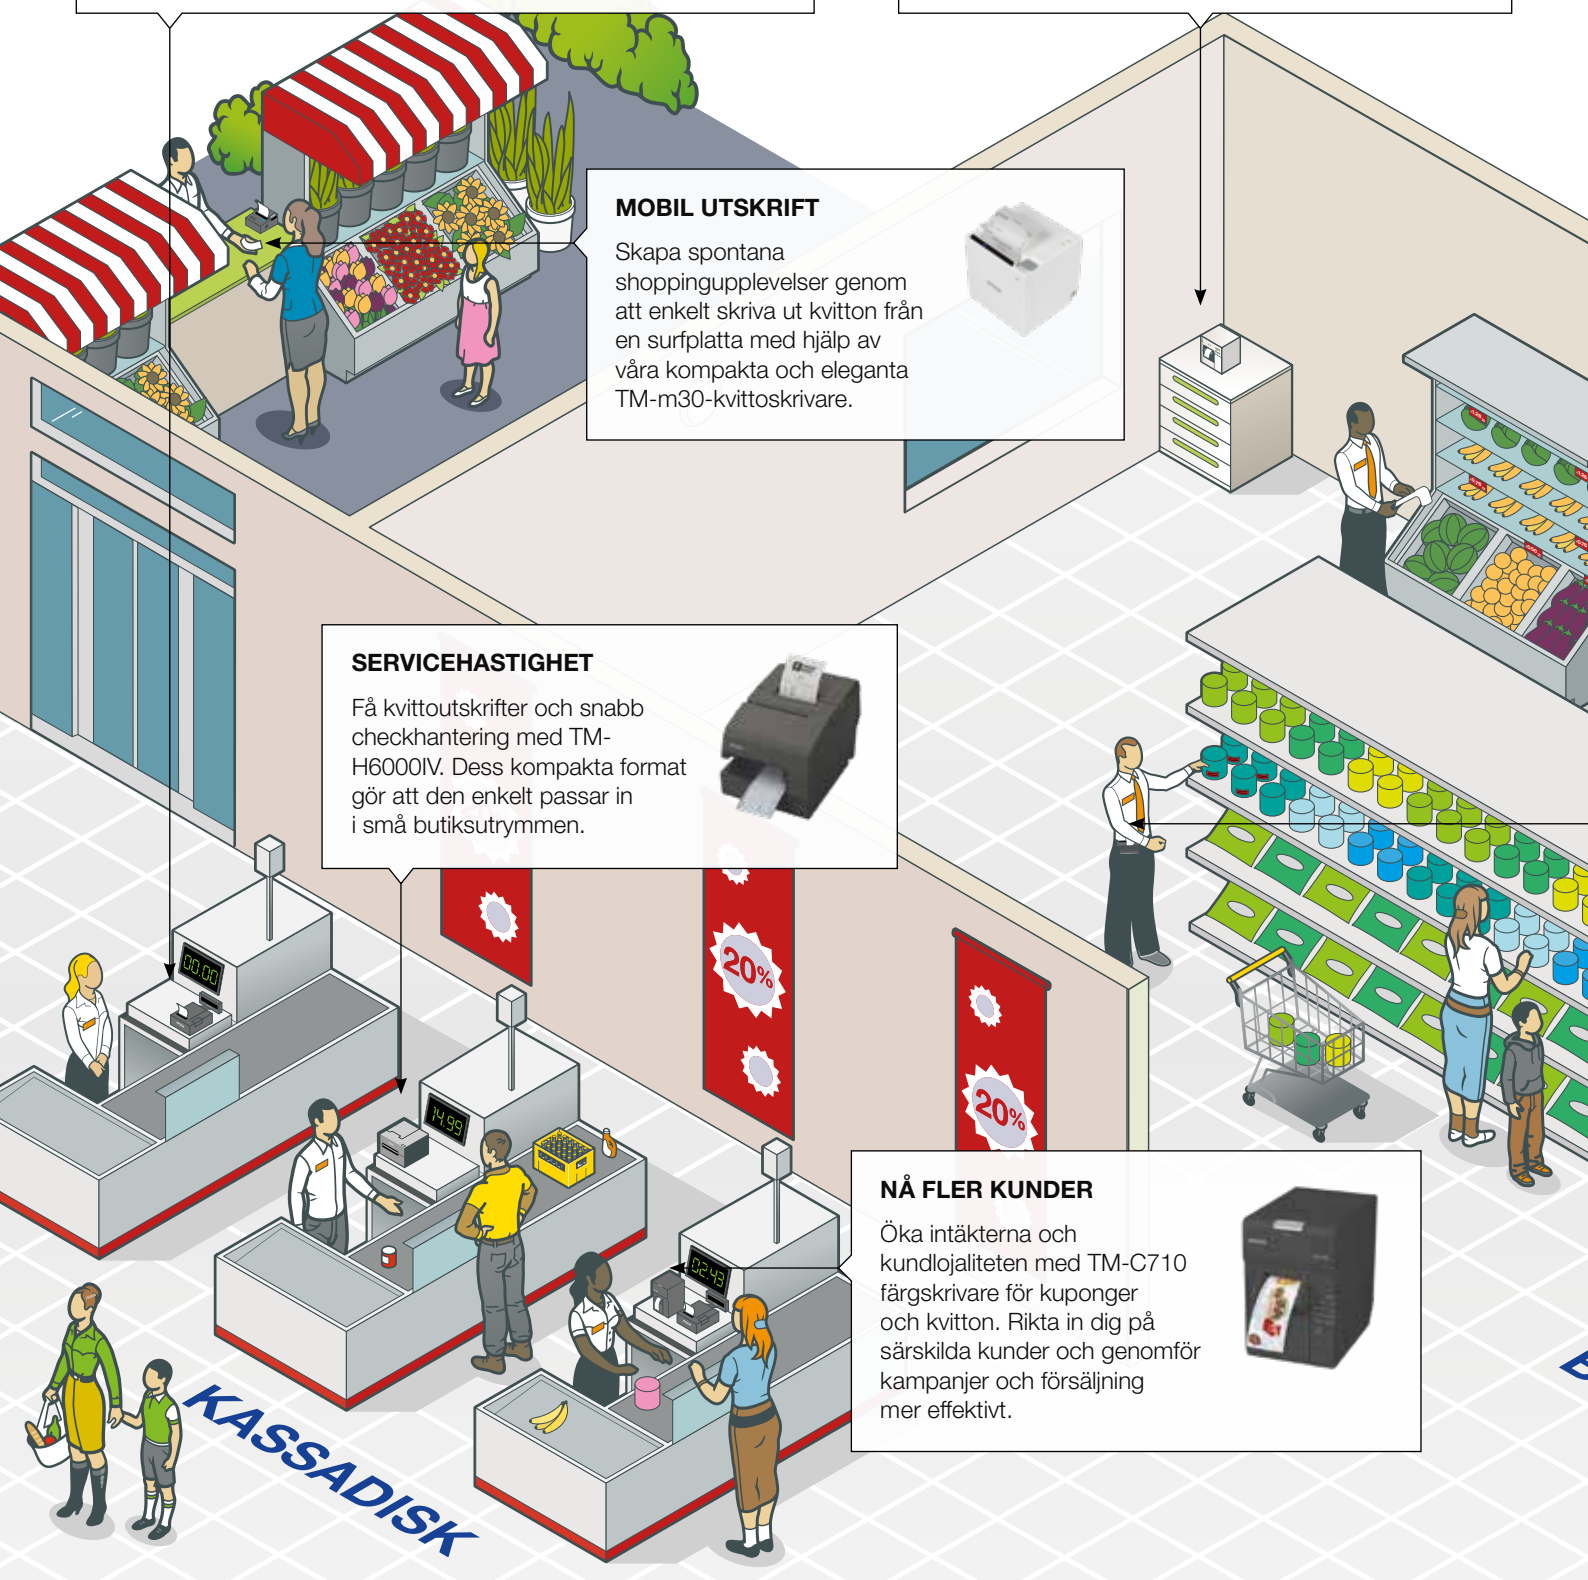 MOBIL UTSKRIFT
Skapa spontana
shoppingupplevelser genom
att enkelt skriva ut kvitton från
en surfplatta med hjälp av
våra kompakta och eleganta
TM-m30-kvittoskrivare.
SERVICEHASTIGHET
Få kvittoutskrifter och snabb
checkhantering med TM-
H6000IV. Dess kompakta format
gör att den enkelt passar in
i små butiksutrymmen.
00.00
20%
14.99
20%
NÅ FLER KUNDER
Öka intäkterna och
kundlojaliteten med TM-C710
färgskrivare för kuponger
och kvitton. Rikta in dig på
särskilda kunder och genomför
kampanjer och försäljning
mer effektivt.
02:43
KASSADISK